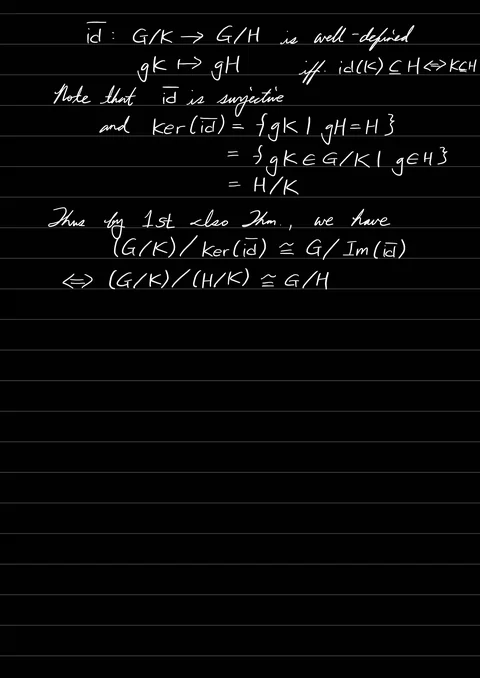 id̅ : G/K → G/H is well-defined
gK ↦ gH iff. id(K) ⊆ H ⟺ K⊆H
Note that id̅ is surjective
and Ker(id̅) = {gK | gH = H}
= {gK ∈ G/K | g∈H}
= H/K
Thus by 1st Iso Thm., we have
(G/K)/Ker(id̅) ≅ G/Im(id̅)
⟺ (G/K)/(H/K) ≅ G/H